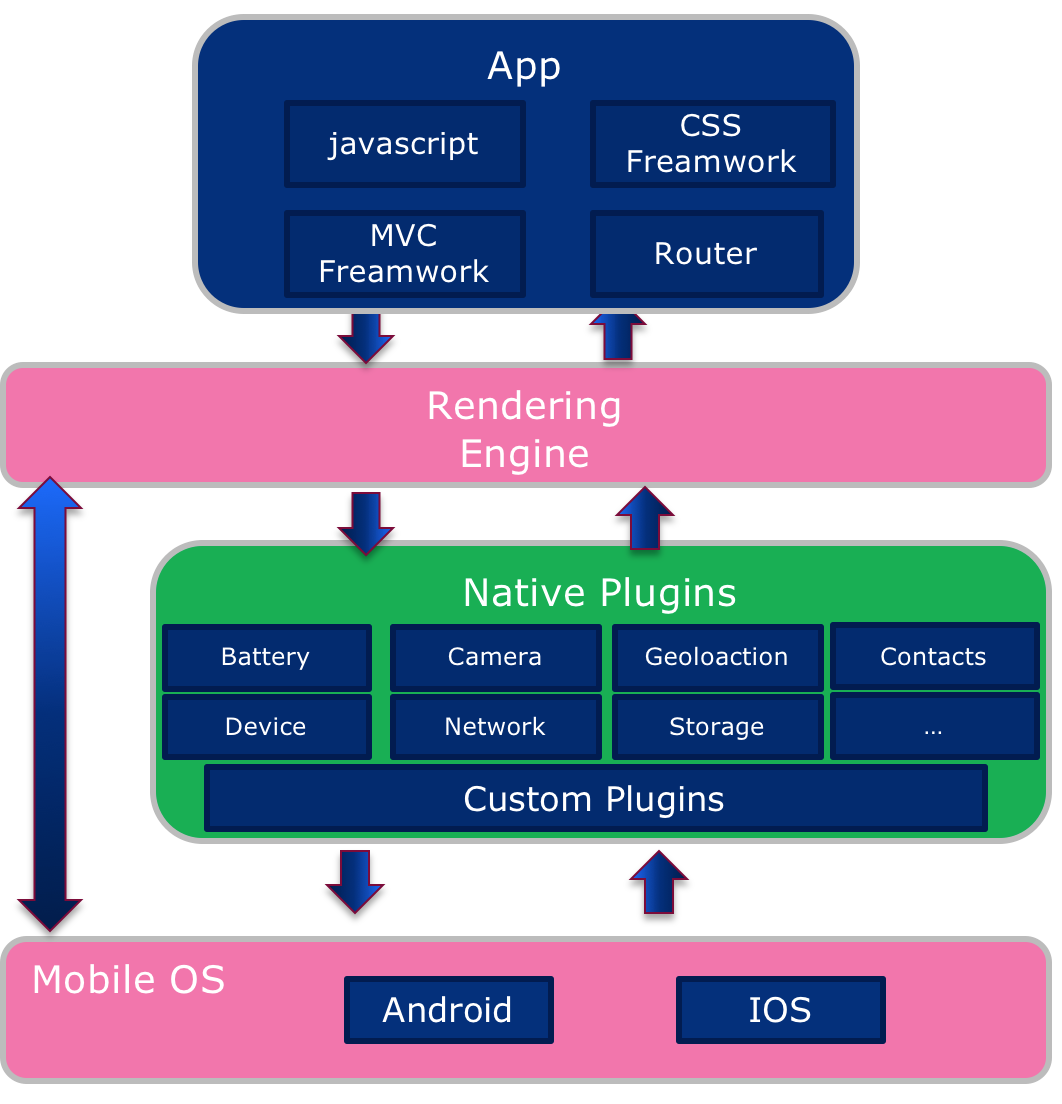 App
javascript
CSS
Freamwork
MVC
Freamwork
Router
Rendering
Engine
Native Plugins
Battery
Camera
Geoloaction
Contacts
Device
Network
Storage
...
Custom Plugins
Mobile OS
Android
IOS